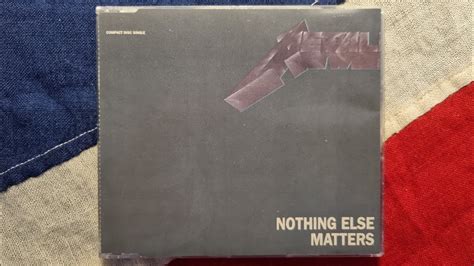 COMPACT DISC SINGLE
NOTHING ELSE
MATTERS